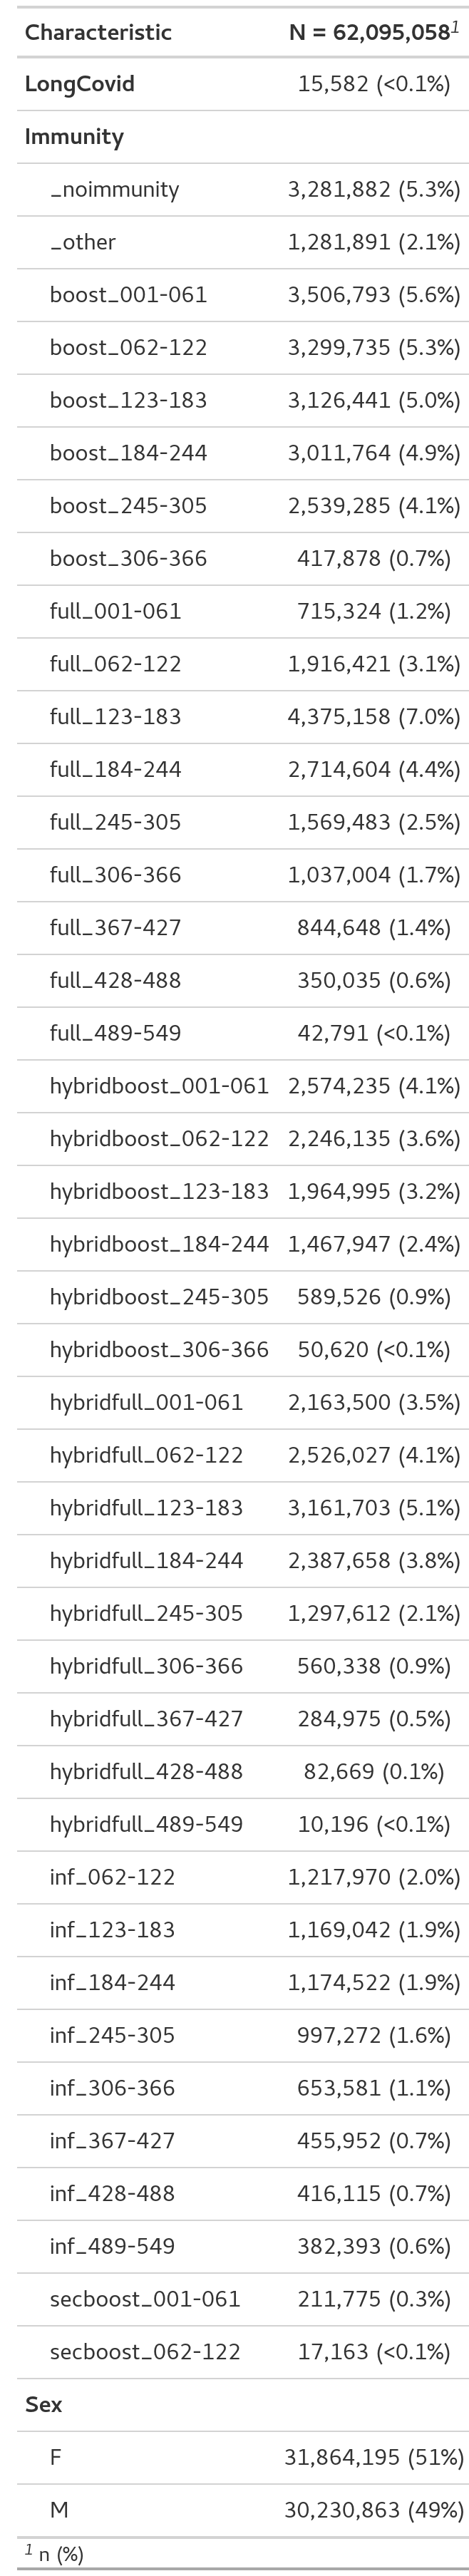 Characteristic N = 62,095,058¹
LongCovid 15,582 (<0.1%)
Immunity
_noimmunity 3,281,882 (5.3%)
_other 1,281,891 (2.1%)
boost_001-061 3,506,793 (5.6%)
boost_062-122 3,299,735 (5.3%)
boost_123-183 3,126,441 (5.0%)
boost_184-244 3,011,764 (4.9%)
boost_245-305 2,539,285 (4.1%)
boost_306-366 417,878 (0.7%)
full_001-061 715,324 (1.2%)
full_062-122 1,916,421 (3.1%)
full_123-183 4,375,158 (7.0%)
full_184-244 2,714,604 (4.4%)
full_245-305 1,569,483 (2.5%)
full_306-366 1,037,004 (1.7%)
full_367-427 844,648 (1.4%)
full_428-488 350,035 (0.6%)
full_489-549 42,791 (<0.1%)
hybridboost_001-061 2,574,235 (4.1%)
hybridboost_062-122 2,246,135 (3.6%)
hybridboost_123-183 1,964,995 (3.2%)
hybridboost_184-244 1,467,947 (2.4%)
hybridboost_245-305 589,526 (0.9%)
hybridboost_306-366 50,620 (<0.1%)
hybridfull_001-061 2,163,500 (3.5%)
hybridfull_062-122 2,526,027 (4.1%)
hybridfull_123-183 3,161,703 (5.1%)
hybridfull_184-244 2,387,658 (3.8%)
hybridfull_245-305 1,297,612 (2.1%)
hybridfull_306-366 560,338 (0.9%)
hybridfull_367-427 284,975 (0.5%)
hybridfull_428-488 82,669 (0.1%)
hybridfull_489-549 10,196 (<0.1%)
inf_062-122 1,217,970 (2.0%)
inf_123-183 1,169,042 (1.9%)
inf_184-244 1,174,522 (1.9%)
inf_245-305 997,272 (1.6%)
inf_306-366 653,581 (1.1%)
inf_367-427 455,952 (0.7%)
inf_428-488 416,115 (0.7%)
inf_489-549 382,393 (0.6%)
secboost_001-061 211,775 (0.3%)
secboost_062-122 17,163 (<0.1%)
Sex
F 31,864,195 (51%)
M 30,230,863 (49%)
¹ n (%)